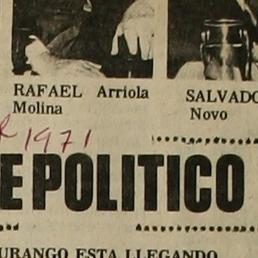 RAFAEL Arriola
Molina
SALVADO
Novo
R 1971
E POLITICO
URANGO ESTA LLEGANDO